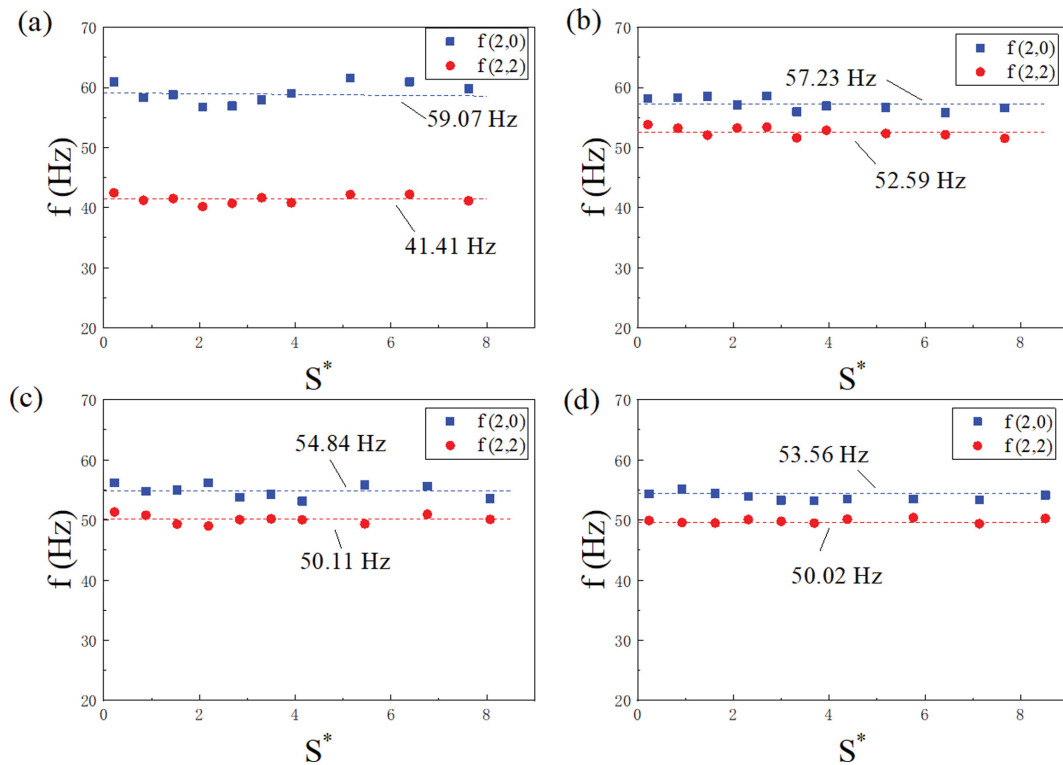 (a)
70
60
50
40
30
20
f (Hz)
f (2,0)
f (2,2)
59.07 Hz
41.41 Hz
0 2 4 6 8
S*
(b)
70
60
50
40
30
20
f (Hz)
f (2,0)
f (2,2)
57.23 Hz
52.59 Hz
0 2 4 6 8
S*
(c)
70
60
50
40
30
20
f (Hz)
f (2,0)
f (2,2)
54.84 Hz
50.11 Hz
0 2 4 6 8
S*
(d)
70
60
50
40
30
20
f (Hz)
f (2,0)
f (2,2)
53.56 Hz
50.02 Hz
0 2 4 6 8
S*